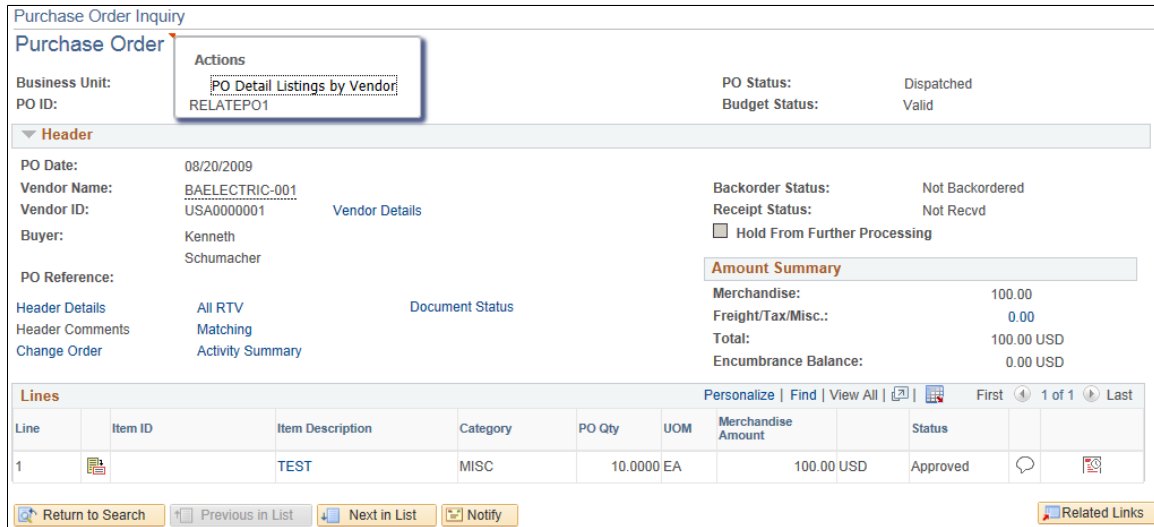 Purchase Order Inquiry
Purchase Order
Actions
PO Detail Listings by Vendor
Business Unit:
PO Status: Dispatched
PO ID: RELATEPO1
Budget Status: Valid
Header
PO Date: 08/20/2009
Vendor Name: BAELECTRIC-001
Backorder Status: Not Backordered
Vendor ID: USA0000001 Vendor Details
Receipt Status: Not Recvd
Buyer: Kenneth
Schumacher
Hold From Further Processing
PO Reference:
Amount Summary
Merchandise: 100.00
Header Details All RTV Document Status
Freight/Tax/Misc.: 0.00
Header Comments Matching
Total: 100.00 USD
Change Order Activity Summary
Encumbrance Balance: 0.00 USD
Lines Personalize | Find | View All | | First 1 of 1 Last
Line Item ID Item Description Category PO Qty UOM Merchandise Amount Status
1 TEST MISC 10.0000 EA 100.00 USD Approved
Return to Search Previous in List Next in List Notify Related Links